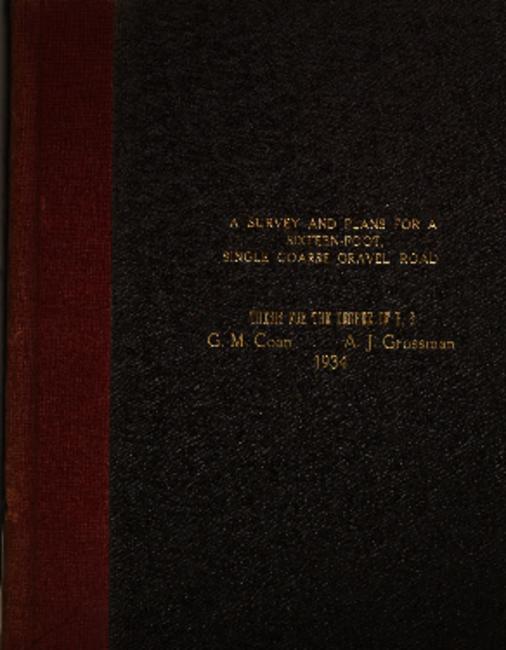 A SURVEY AND PLANS FOR A
SIXTEEN-FOOT,
SINGLE COARSE GRAVEL ROAD
THESIS FOR THE DEGREE OF B. S.
G. M. Coan A. J. Grossman
1934